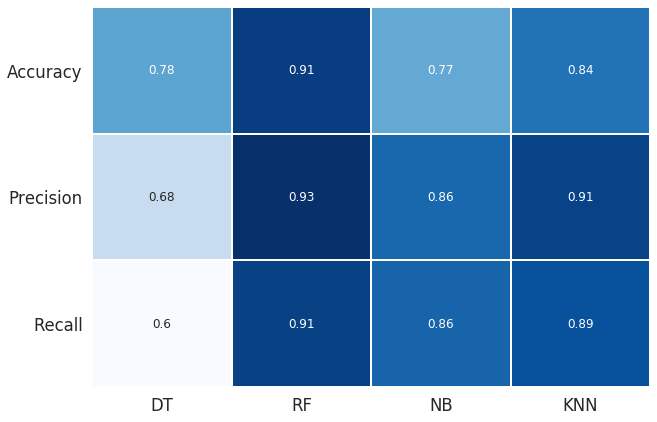 Accuracy 0.78 0.91 0.77 0.84
Precision 0.68 0.93 0.86 0.91
Recall 0.6 0.91 0.86 0.89
DT RF NB KNN